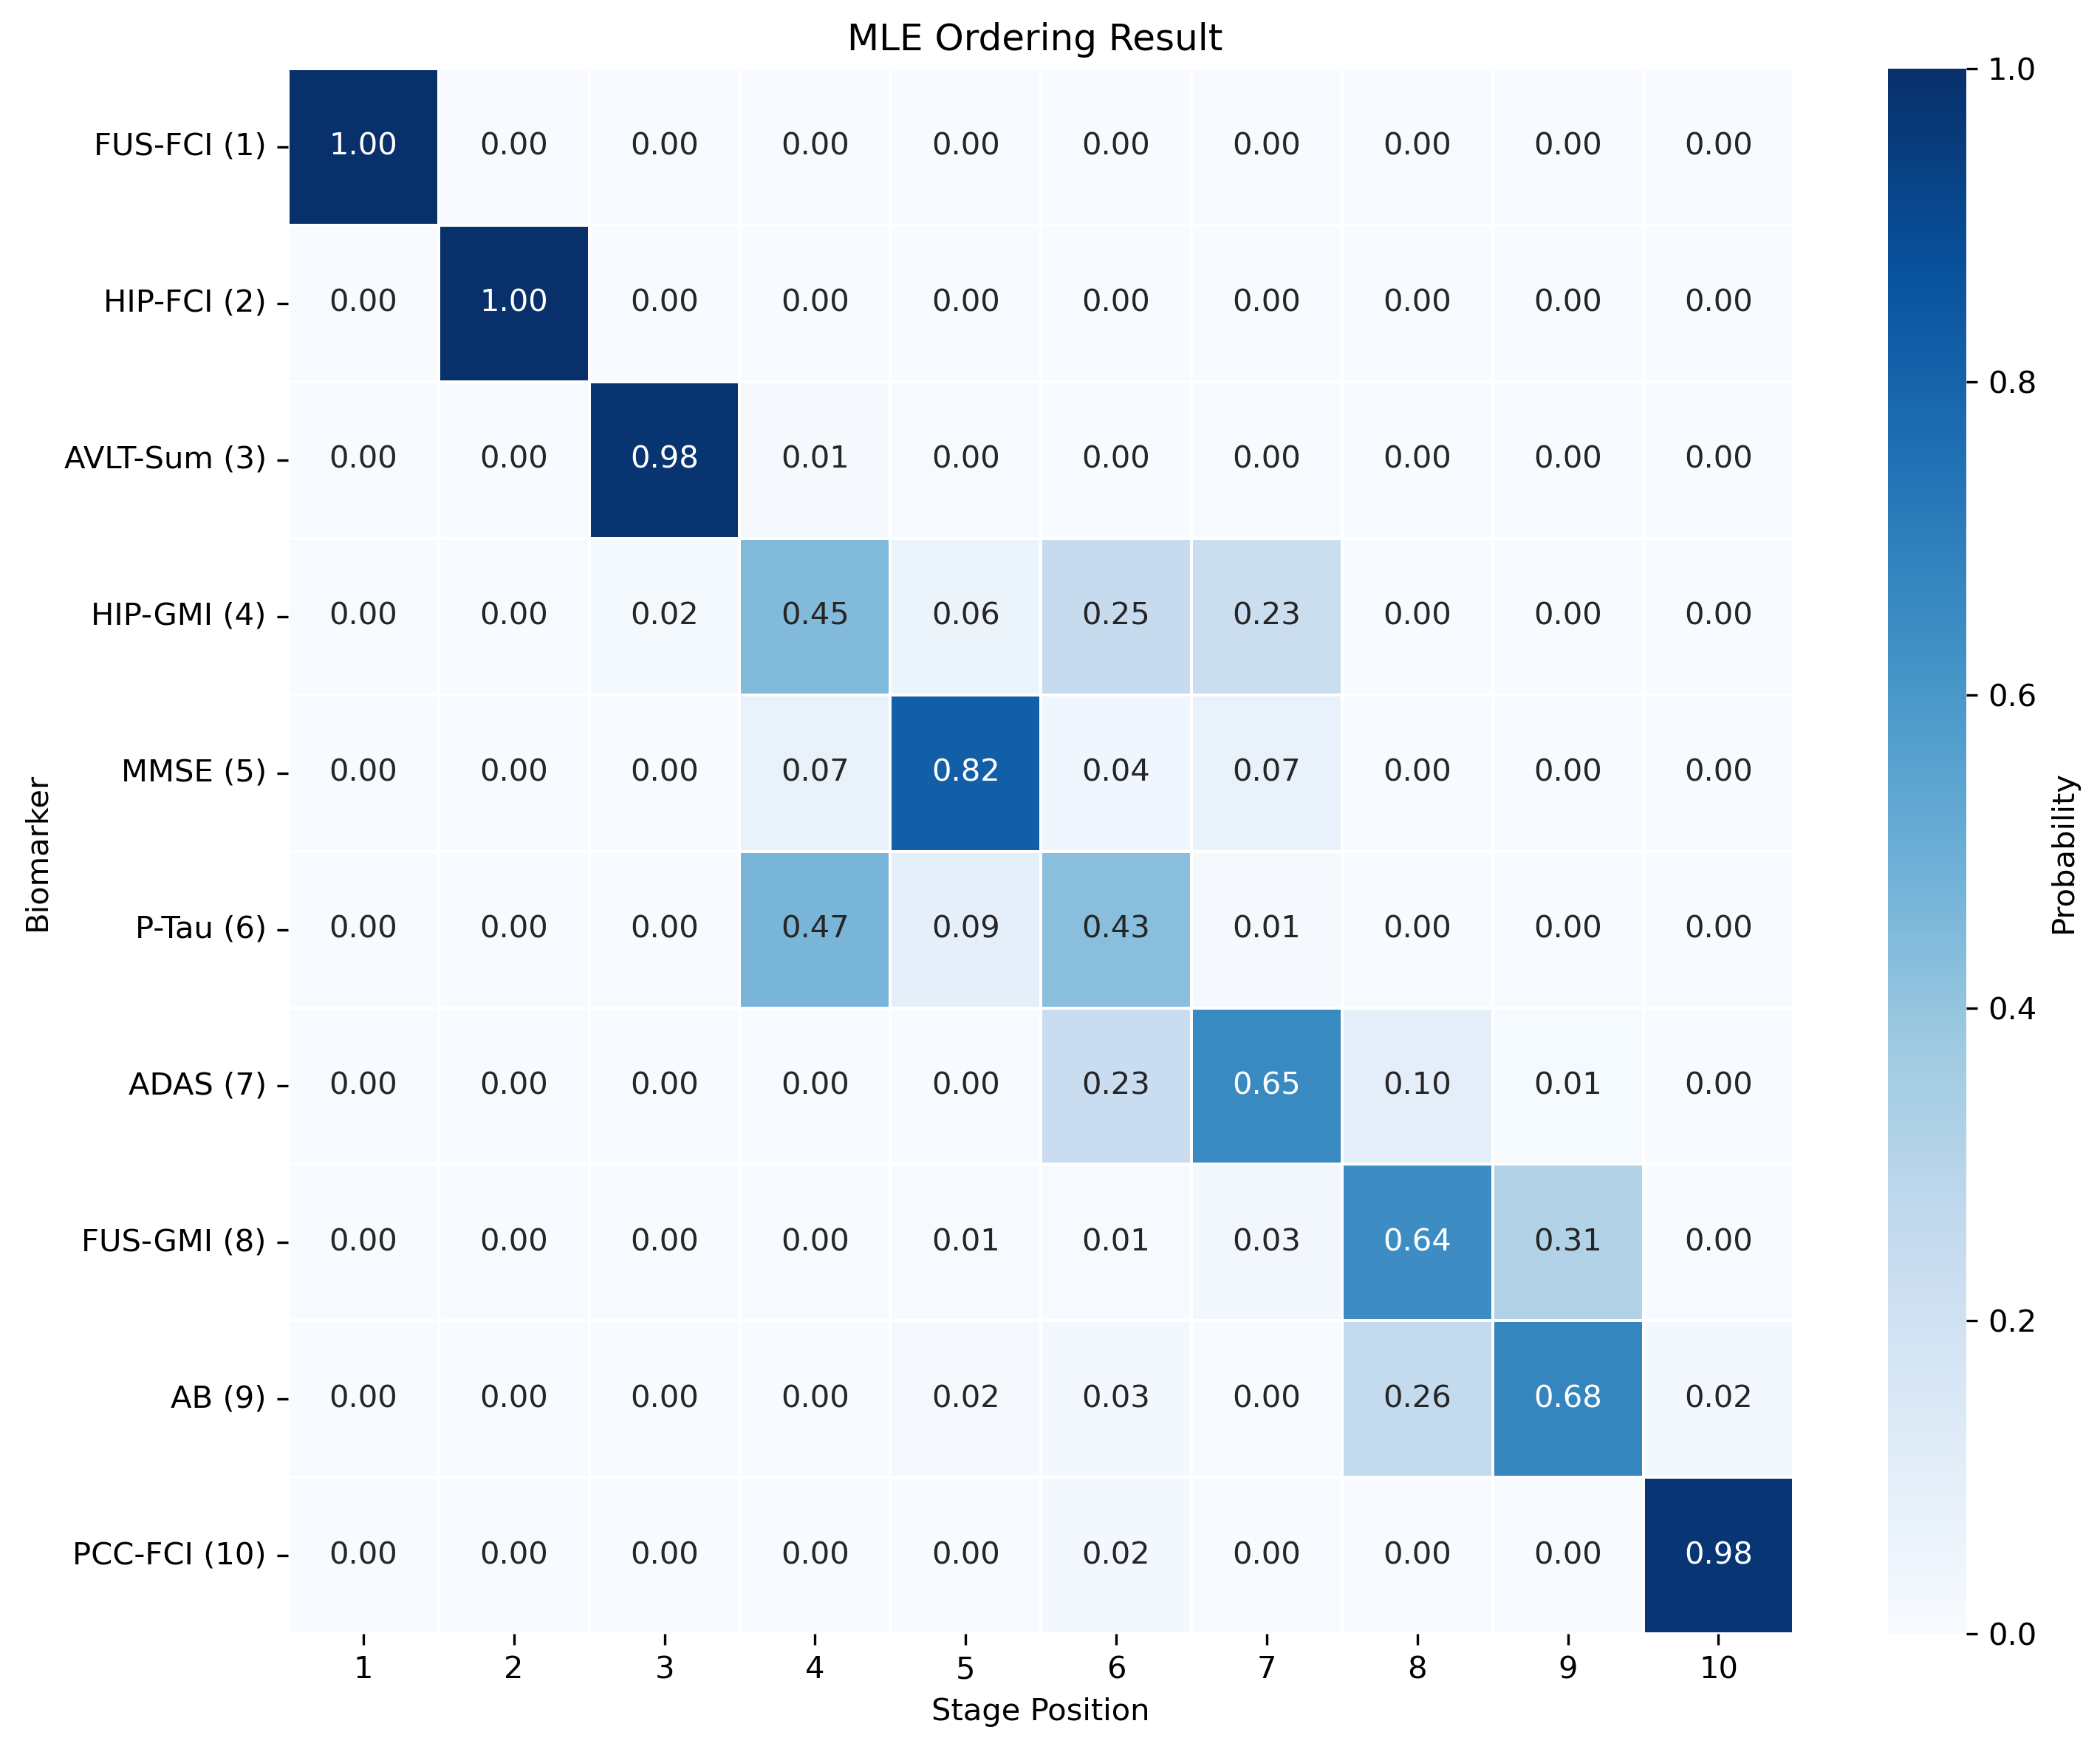 MLE Ordering Result
FUS-FCI (1) 1.00 0.00 0.00 0.00 0.00 0.00 0.00 0.00 0.00 0.00
HIP-FCI (2) 0.00 1.00 0.00 0.00 0.00 0.00 0.00 0.00 0.00 0.00
AVLT-Sum (3) 0.00 0.00 0.98 0.01 0.00 0.00 0.00 0.00 0.00 0.00
HIP-GMI (4) 0.00 0.00 0.02 0.45 0.06 0.25 0.23 0.00 0.00 0.00
MMSE (5) 0.00 0.00 0.00 0.07 0.82 0.04 0.07 0.00 0.00 0.00
P-Tau (6) 0.00 0.00 0.00 0.47 0.09 0.43 0.01 0.00 0.00 0.00
ADAS (7) 0.00 0.00 0.00 0.00 0.00 0.23 0.65 0.10 0.01 0.00
FUS-GMI (8) 0.00 0.00 0.00 0.00 0.01 0.01 0.03 0.64 0.31 0.00
AB (9) 0.00 0.00 0.00 0.00 0.02 0.03 0.00 0.26 0.68 0.02
PCC-FCI (10) 0.00 0.00 0.00 0.00 0.00 0.02 0.00 0.00 0.00 0.98
1 2 3 4 5 6 7 8 9 10
Stage Position
Biomarker
1.0
0.8
0.6
0.4
0.2
0.0
Probability